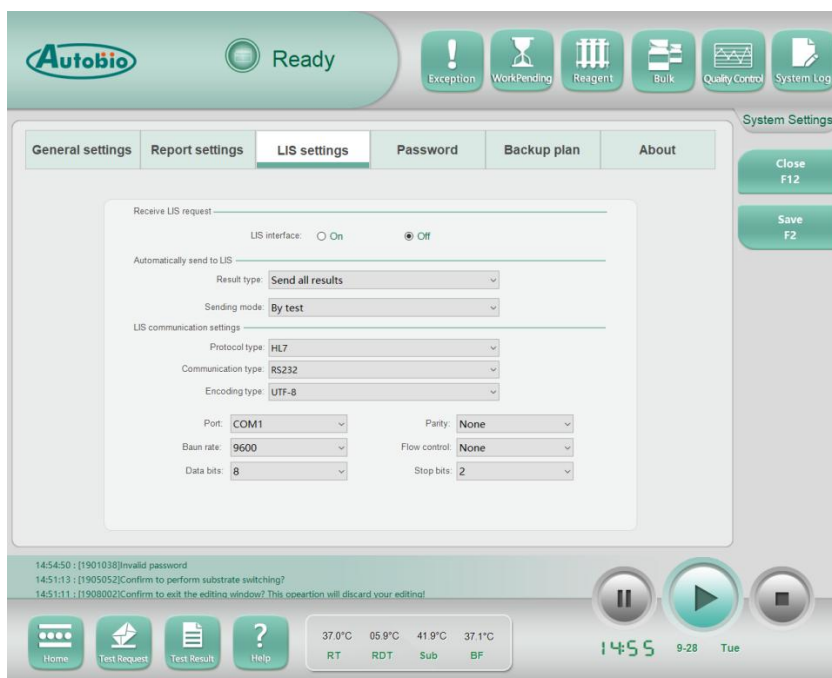 Autobio
Ready
Exception
WorkPending
Reagent
Bulk
Quality Control
System Log
System Settings
General settings
Report settings
LIS settings
Password
Backup plan
About
Close
F12
Save
F2
Receive LIS request
LIS interface: On Off
Automatically send to LIS
Result type: Send all results
Sending mode: By test
LIS communication settings
Protocol type: HL7
Communication type: RS232
Encoding type: UTF-8
Port: COM1 Parity: None
Baun rate: 9600 Flow control: None
Data bits: 8 Stop bits: 2
14:54:50 : [1901038]Invalid password
14:51:13 : [1905052]Confirm to perform substrate switching?
14:51:11 : [1908002]Confirm to exit the editing window? This opeartion will discard your editing!
Home
Test Request
Test Result
Help
37.0°C 05.9°C 41.9°C 37.1°C
RT RDT Sub BF
14:55 9-28 Tue